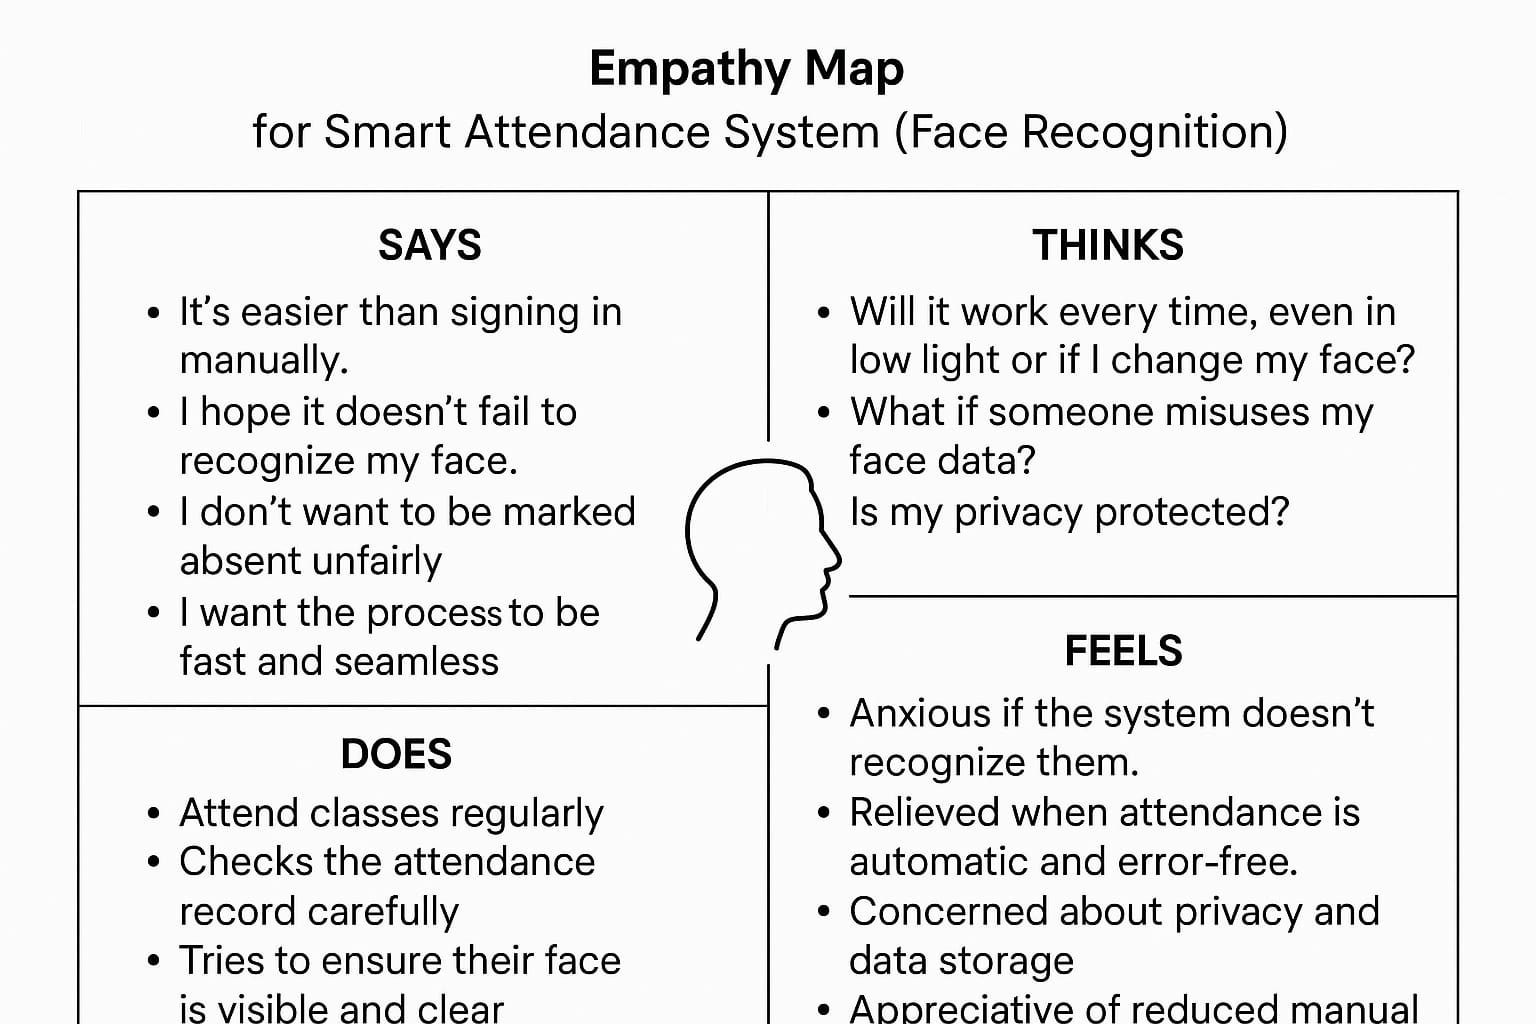 Empathy Map
for Smart Attendance System (Face Recognition)
SAYS
• It’s easier than signing in
manually.
• I hope it doesn’t fail to
recognize my face.
• I don’t want to be marked
absent unfairly
• I want the process to be
fast and seamless
THINKS
• Will it work every time, even in
low light or if I change my face?
• What if someone misuses my
face data?
Is my privacy protected?
DOES
• Attend classes regularly
• Checks the attendance
record carefully
• Tries to ensure their face
is visible and clear
FEELS
• Anxious if the system doesn’t
recognize them.
• Relieved when attendance is
automatic and error-free.
• Concerned about privacy and
data storage
• Appreciative of reduced manual